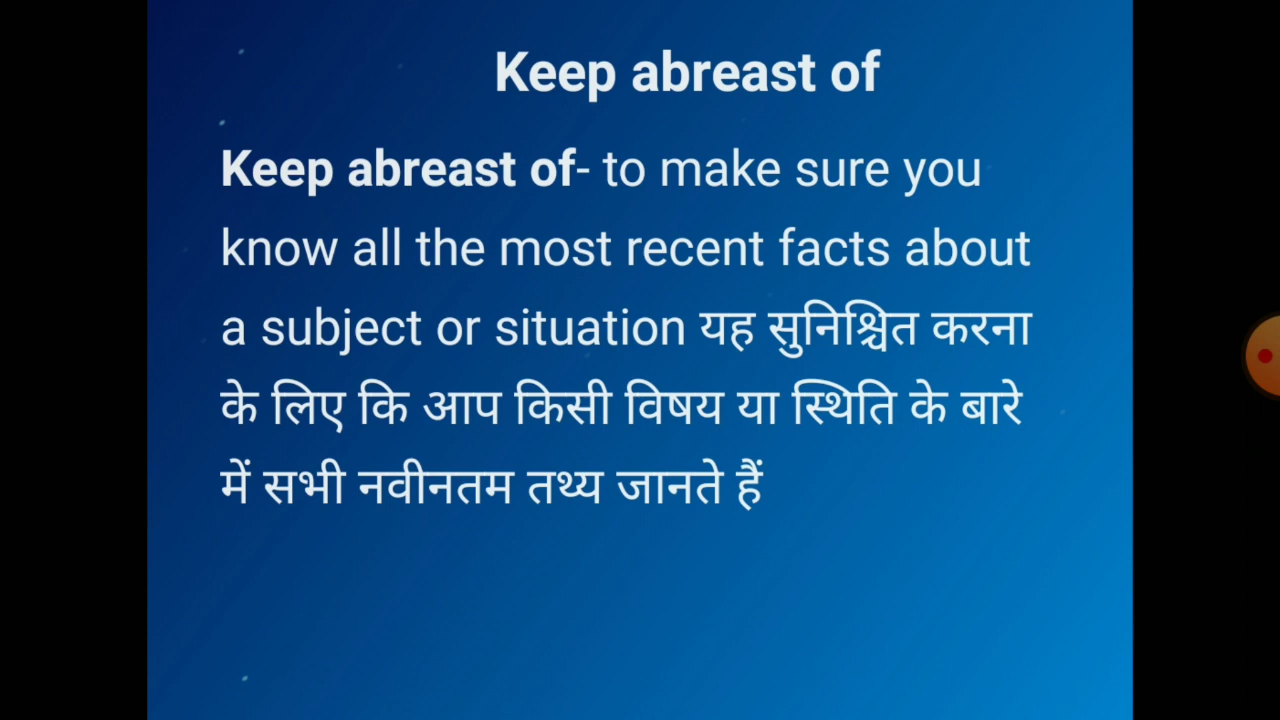 Keep abreast of
Keep abreast of- to make sure you
know all the most recent facts about
a subject or situation यह सुनिश्चित करना
के लिए कि आप किसी विषय या स्थिति के बारे
में सभी नवीनतम तथ्य जानते हैं